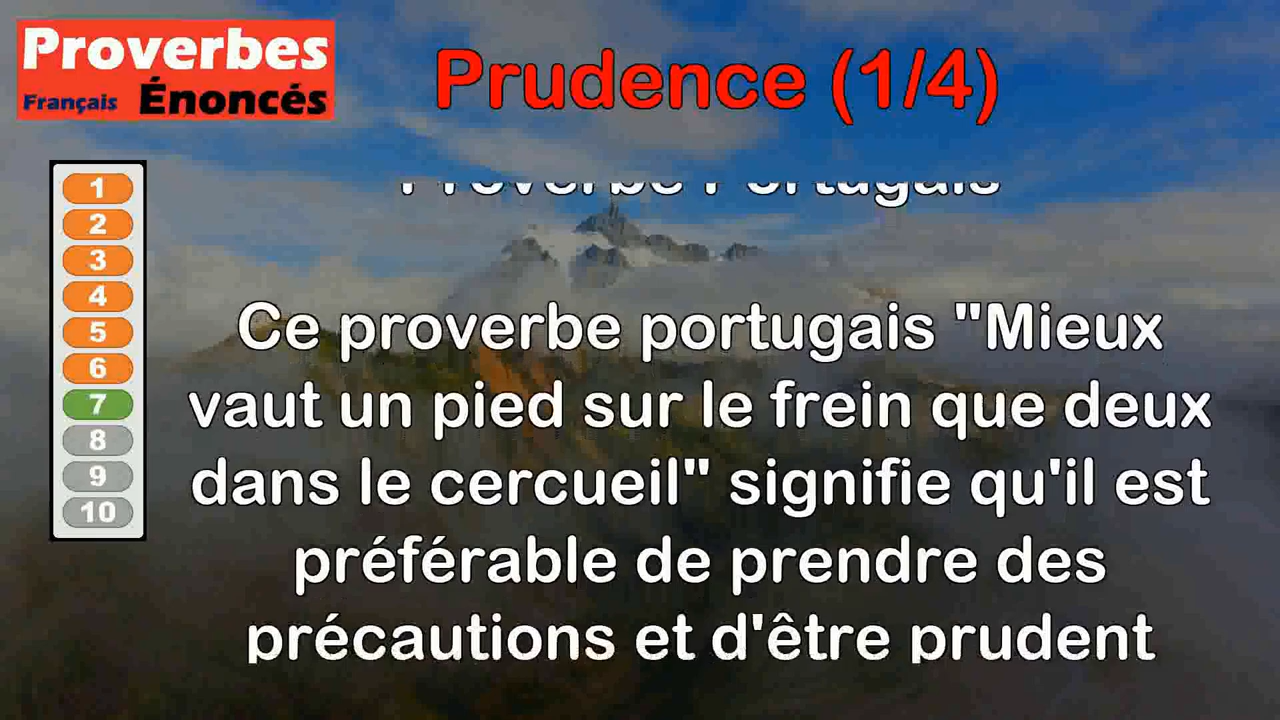 Proverbes
Français Énoncés
Prudence (1/4)
1
2
3
4
5
6
7
8
9
10
Proverbe Portugais
Ce proverbe portugais "Mieux
vaut un pied sur le frein que deux
dans le cercueil" signifie qu'il est
préférable de prendre des
précautions et d'être prudent